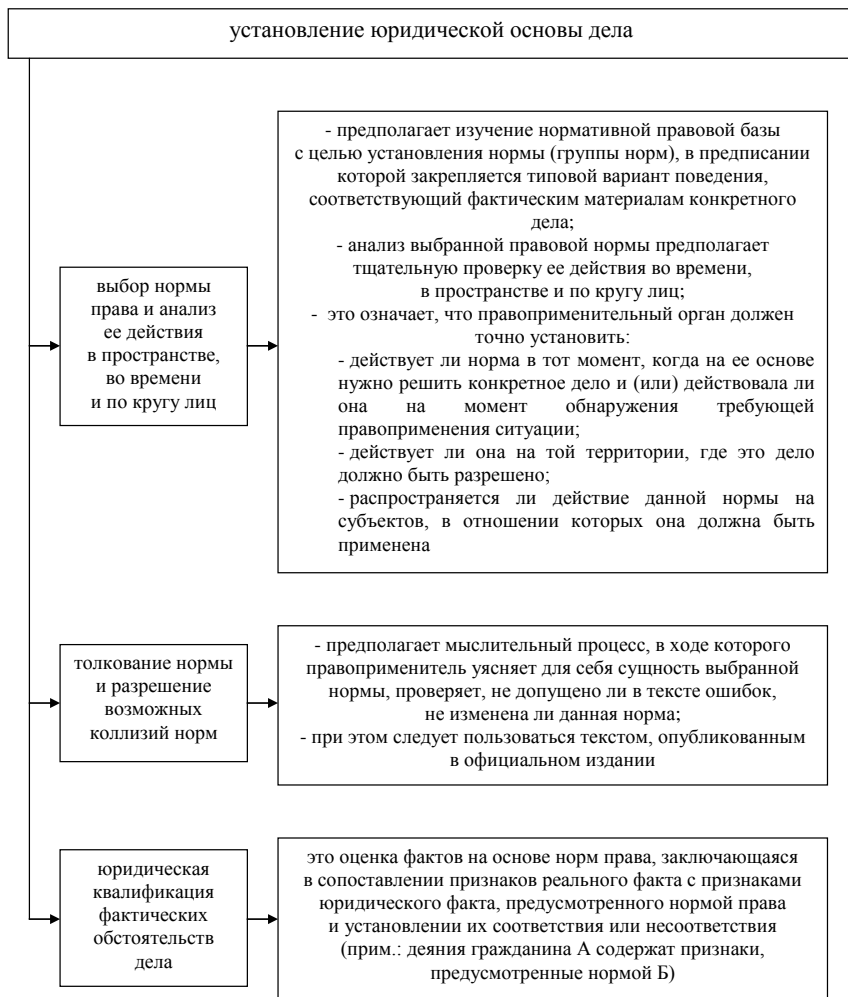 установление юридической основы дела
выбор нормы
права и анализ
ее действия
в пространстве,
во времени
и по кругу лиц
- предполагает изучение нормативной правовой базы
с целью установления нормы (группы норм), в предписании
которой закрепляется типовой вариант поведения,
соответствующий фактическим материалам конкретного
дела;
- анализ выбранной правовой нормы предполагает
тщательную проверку ее действия во времени,
в пространстве и по кругу лиц;
- это означает, что правоприменительный орган должен
точно установить:
- действует ли норма в тот момент, когда на ее основе
нужно решить конкретное дело и (или) действовала ли
она на момент обнаружения требующей
правоприменения ситуации;
- действует ли она на той территории, где это дело
должно быть разрешено;
- распространяется ли действие данной нормы на
субъектов, в отношении которых она должна быть
применена
толкование нормы
и разрешение
возможных
коллизий норм
- предполагает мыслительный процесс, в ходе которого
правоприменитель уясняет для себя сущность выбранной
нормы, проверяет, не допущено ли в тексте ошибок,
не изменена ли данная норма;
- при этом следует пользоваться текстом, опубликованным
в официальном издании
юридическая
квалификация
фактических
обстоятельств
дела
это оценка фактов на основе норм права, заключающаяся
в сопоставлении признаков реального факта с признаками
юридического факта, предусмотренного нормой права
и установлении их соответствия или несоответствия
(прим.: деяния гражданина А содержат признаки,
предусмотренные нормой Б)